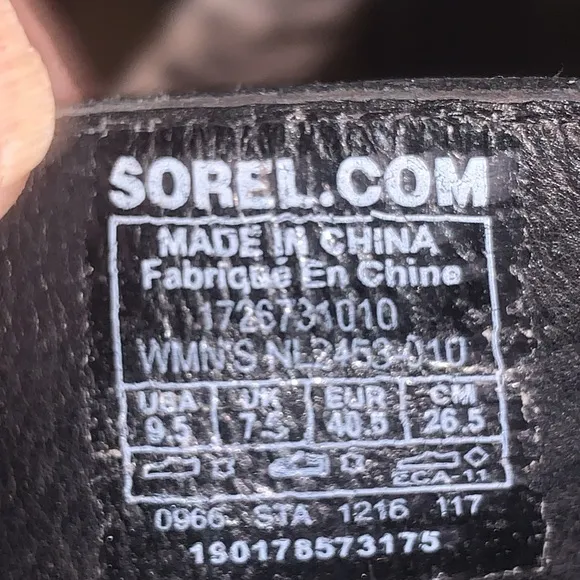 SOREL.COM
MADE IN CHINA
Fabriqué En Chine
1726731010
WMN'S NL2453-010
USA UK EUR CM
9.5 7.5 40.5 26.5
ECA-11
0966 STA 1216 117
190178573175